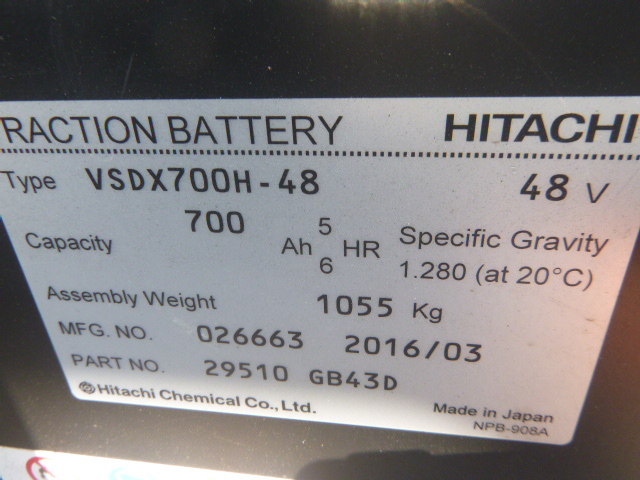 RACTION BATTERY HITACHI
Type VSDX700H-48 48 V
Capacity 700 Ah 5 HR Specific Gravity
6 1.280 (at 20°C)
Assembly Weight 1055 Kg
MFG. NO. 026663 2016/03
PART NO. 29510 GB43D
Hitachi Chemical Co., Ltd. Made in Japan
NPB-908A